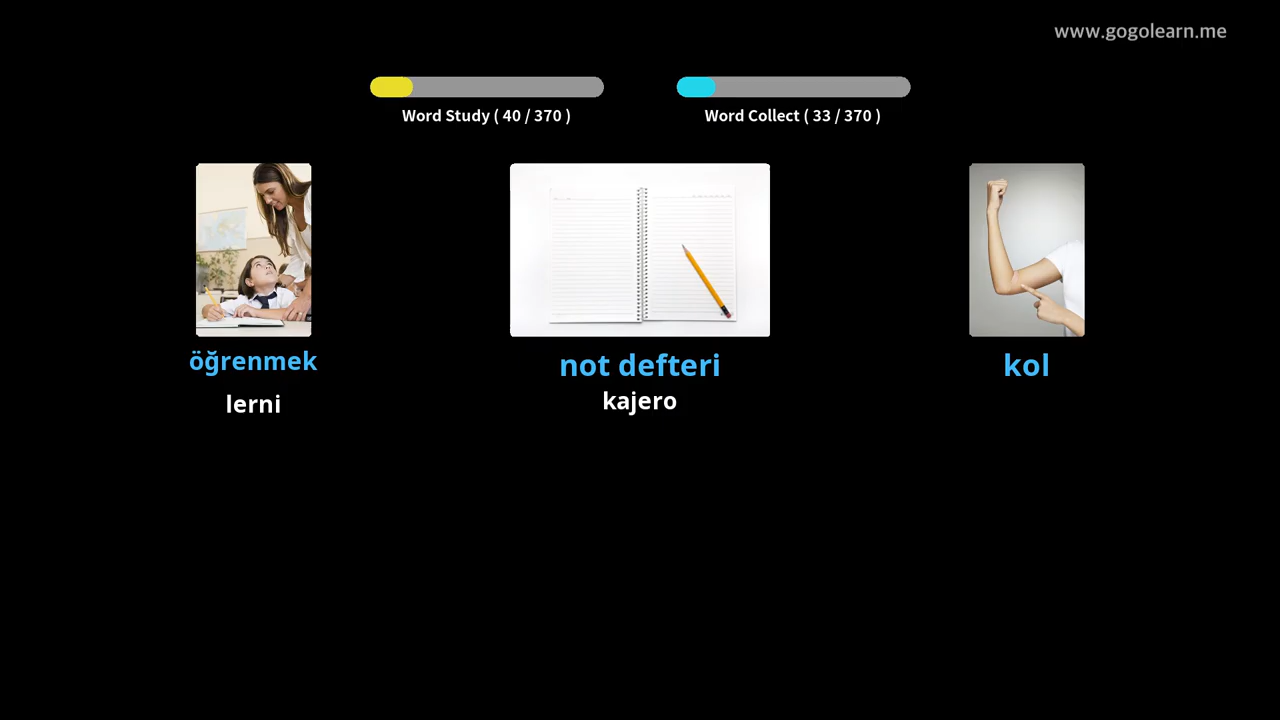 www.gogolearn.me
Word Study ( 40 / 370 )
Word Collect ( 33 / 370 )
öğrenmek
lerni
not defteri
kajero
kol